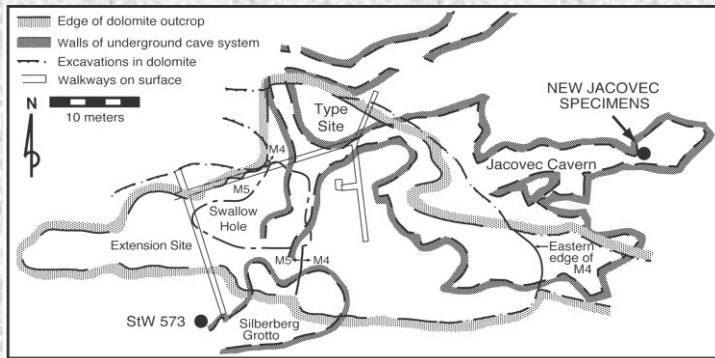 Edge of dolomite outcrop
Walls of underground cave system
Excavations in dolomite
Walkways on surface
N
10 meters
Type
Site
NEW JACOVEC
SPECIMENS
M4
M5
Jacovec Cavern
Swallow
Hole
Extension Site
M5 M4
Eastern
edge of
M4
StW 573
Silberberg
Grotto